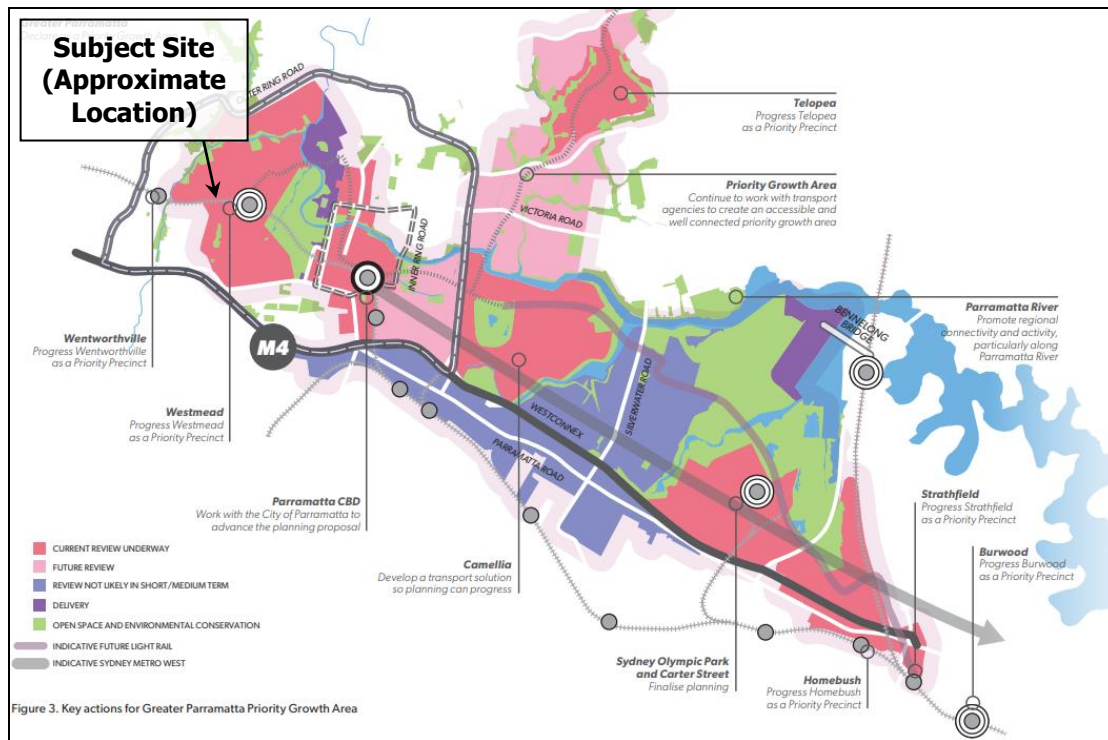 Greater Parramatta
Subject Site
(Approximate
Location)
OUTER RING ROAD
Telopea
Progress Telopea
as a Priority Precinct
Priority Growth Area
Continue to work with transport
agencies to create an accessible and
well connected priority growth area
VICTORIA ROAD
INNER RING ROAD
Parramatta River
Promote regional
connectivity and activity,
particularly along
Parramatta River
BENNELONG
BRIDGE
Wentworthville
Progress Wentworthville
as a Priority Precinct
M4
SILVERWATER ROAD
WESTCONNEX
PARRAMATTA ROAD
Westmead
Progress Westmead
as a Priority Precinct
Parramatta CBD
Work with the City of Parramatta to
advance the planning proposal
Camellia
Develop a transport solution
so planning can progress
Strathfield
Progress Strathfield
as a Priority Precinct
Burwood
Progress Burwood
as a Priority Precinct
CURRENT REVIEW UNDERWAY
FUTURE REVIEW
REVIEW NOT LIKELY IN SHORT/MEDIUM TERM
DELIVERY
OPEN SPACE AND ENVIRONMENTAL CONSERVATION
INDICATIVE FUTURE LIGHT RAIL
INDICATIVE SYDNEY METRO WEST
Sydney Olympic Park
and Carter Street
Finalise planning
Homebush
Progress Homebush
as a Priority Precinct
Figure 3. Key actions for Greater Parramatta Priority Growth Area